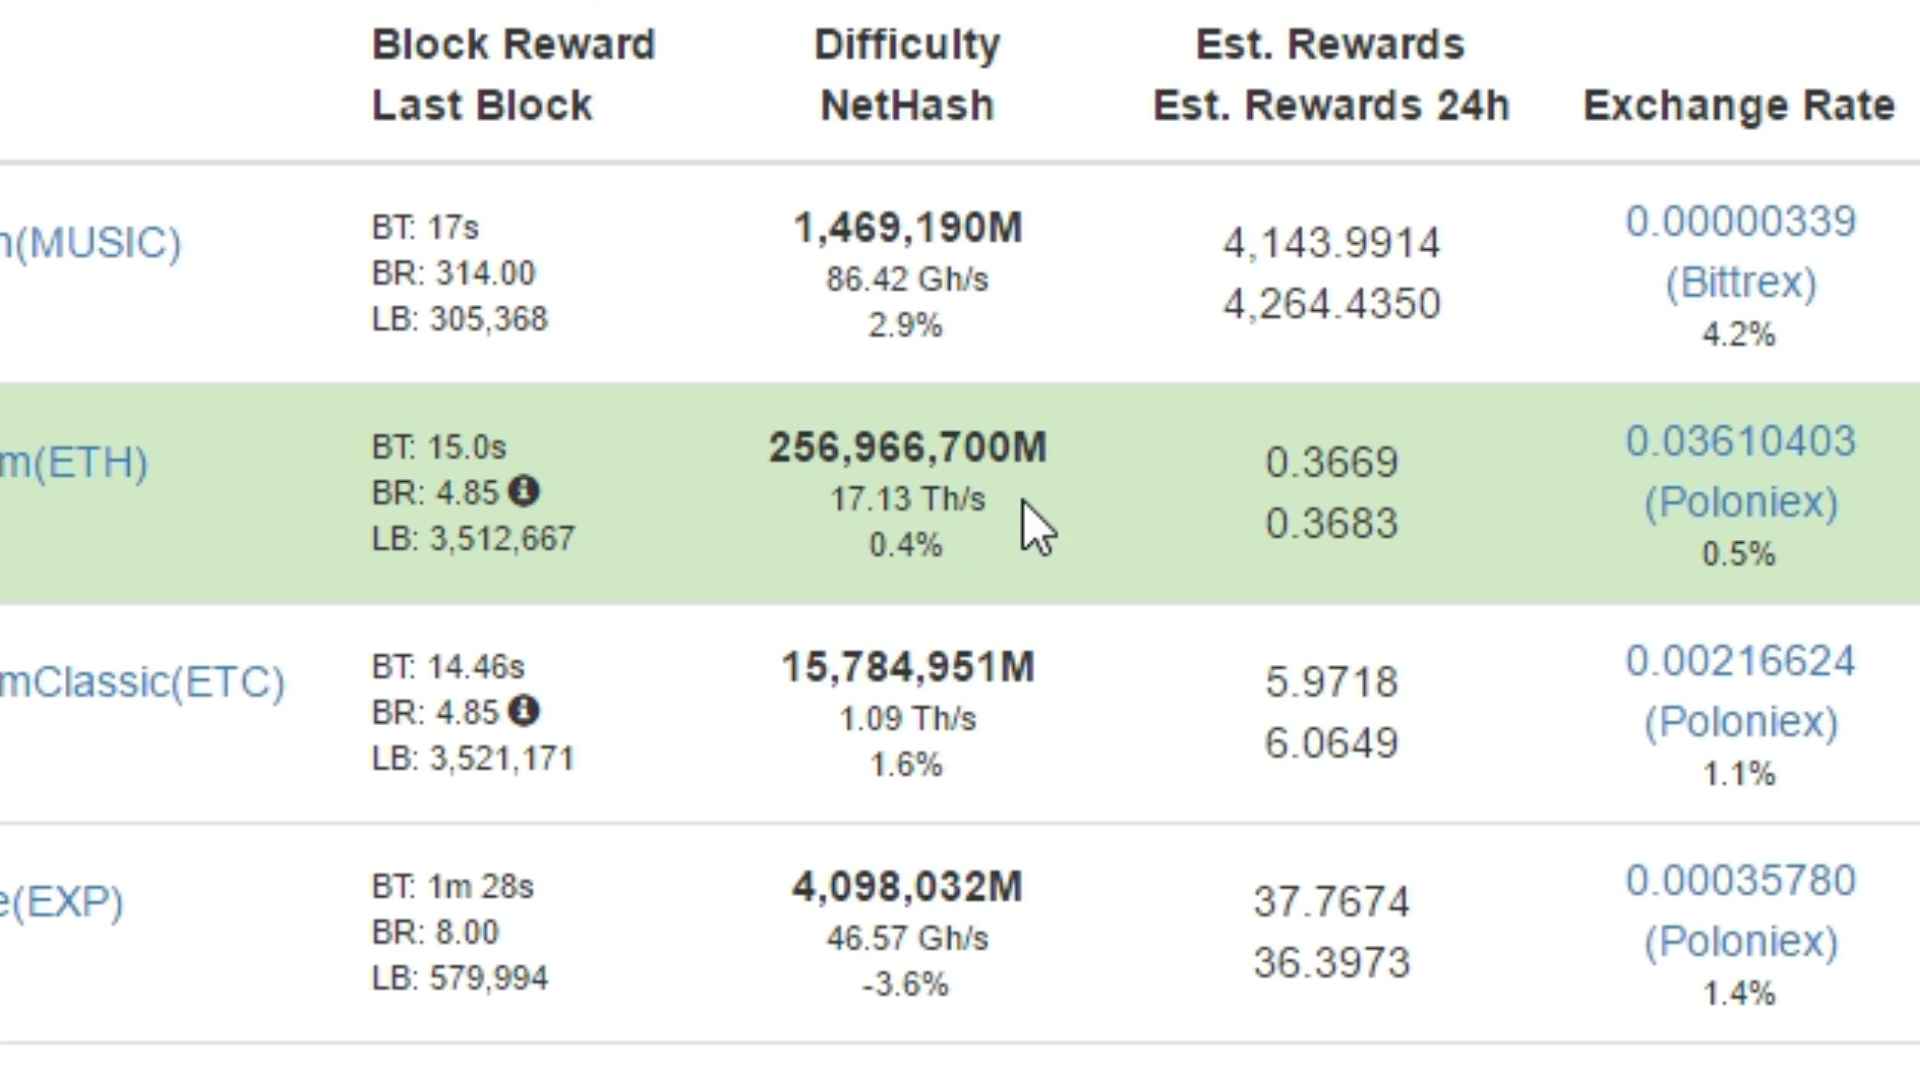 Block Reward
Last Block
Difficulty
NetHash
Est. Rewards
Est. Rewards 24h
Exchange Rate
n(MUSIC)
BT: 17s
BR: 314.00
LB: 305,368
1,469,190M
86.42 Gh/s
2.9%
4,143.9914
4,264.4350
0.00000339
(Bittrex)
4.2%
m(ETH)
BT: 15.0s
BR: 4.85
LB: 3,512,667
256,966,700M
17.13 Th/s
0.4%
0.3669
0.3683
0.03610403
(Poloniex)
0.5%
mClassic(ETC)
BT: 14.46s
BR: 4.85
LB: 3,521,171
15,784,951M
1.09 Th/s
1.6%
5.9718
6.0649
0.00216624
(Poloniex)
1.1%
e(EXP)
BT: 1m 28s
BR: 8.00
LB: 579,994
4,098,032M
46.57 Gh/s
-3.6%
37.7674
36.3973
0.00035780
(Poloniex)
1.4%